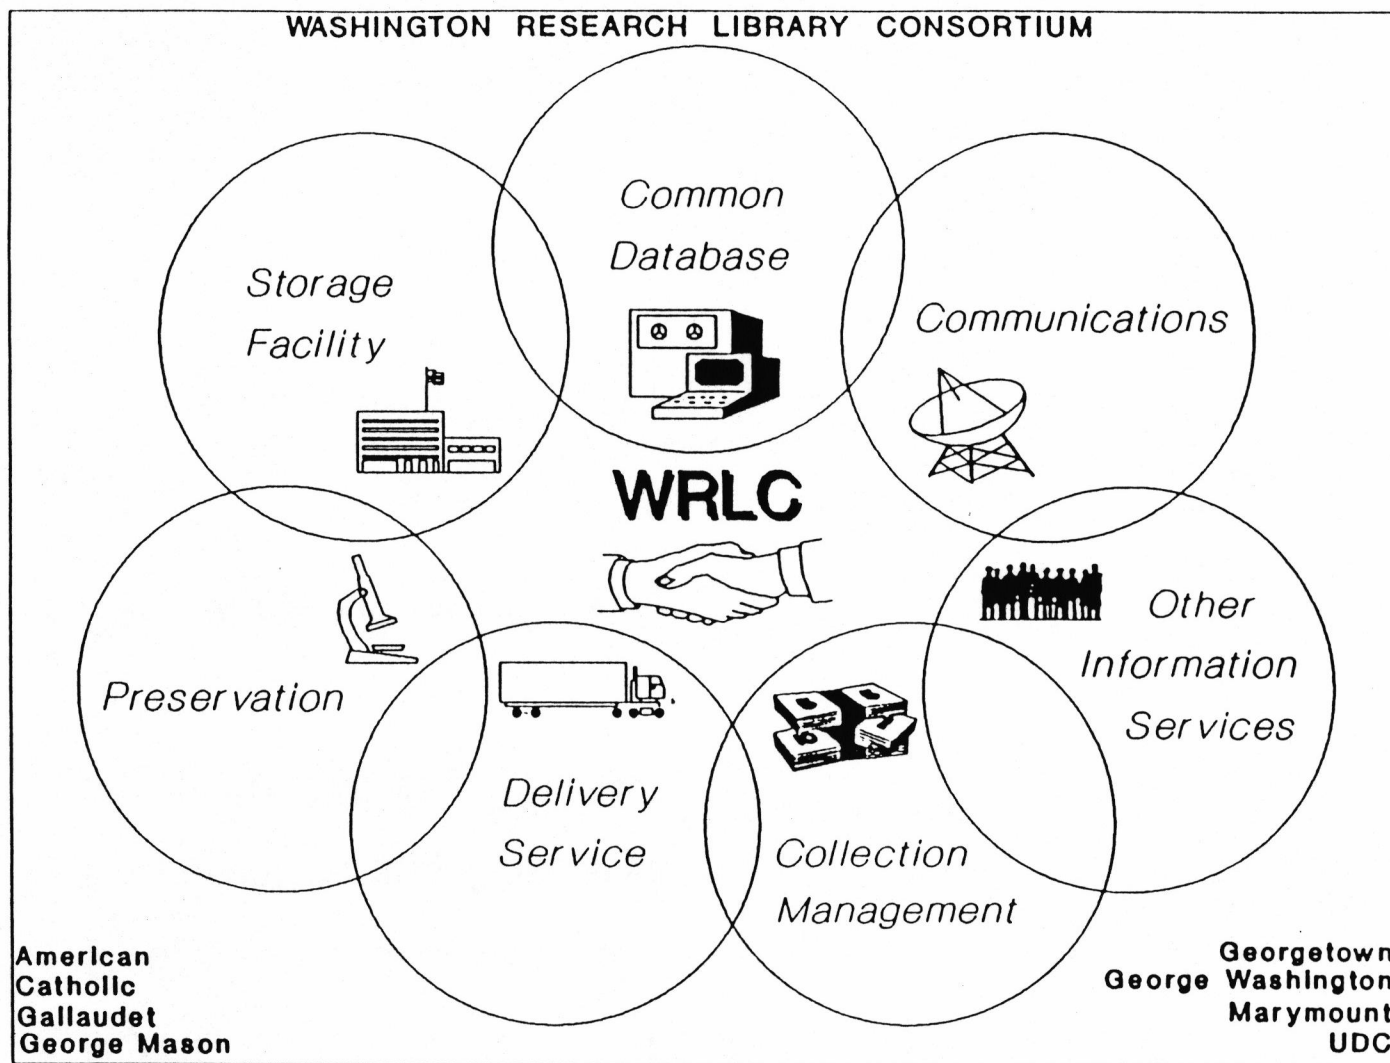 WASHINGTON RESEARCH LIBRARY CONSORTIUM
Common
Database
Storage
Facility
Communications
WRLC
Preservation
Other
Information
Services
Delivery
Service
Collection
Management
American
Catholic
Gallaudet
George Mason
Georgetown
George Washington
Marymount
UDC